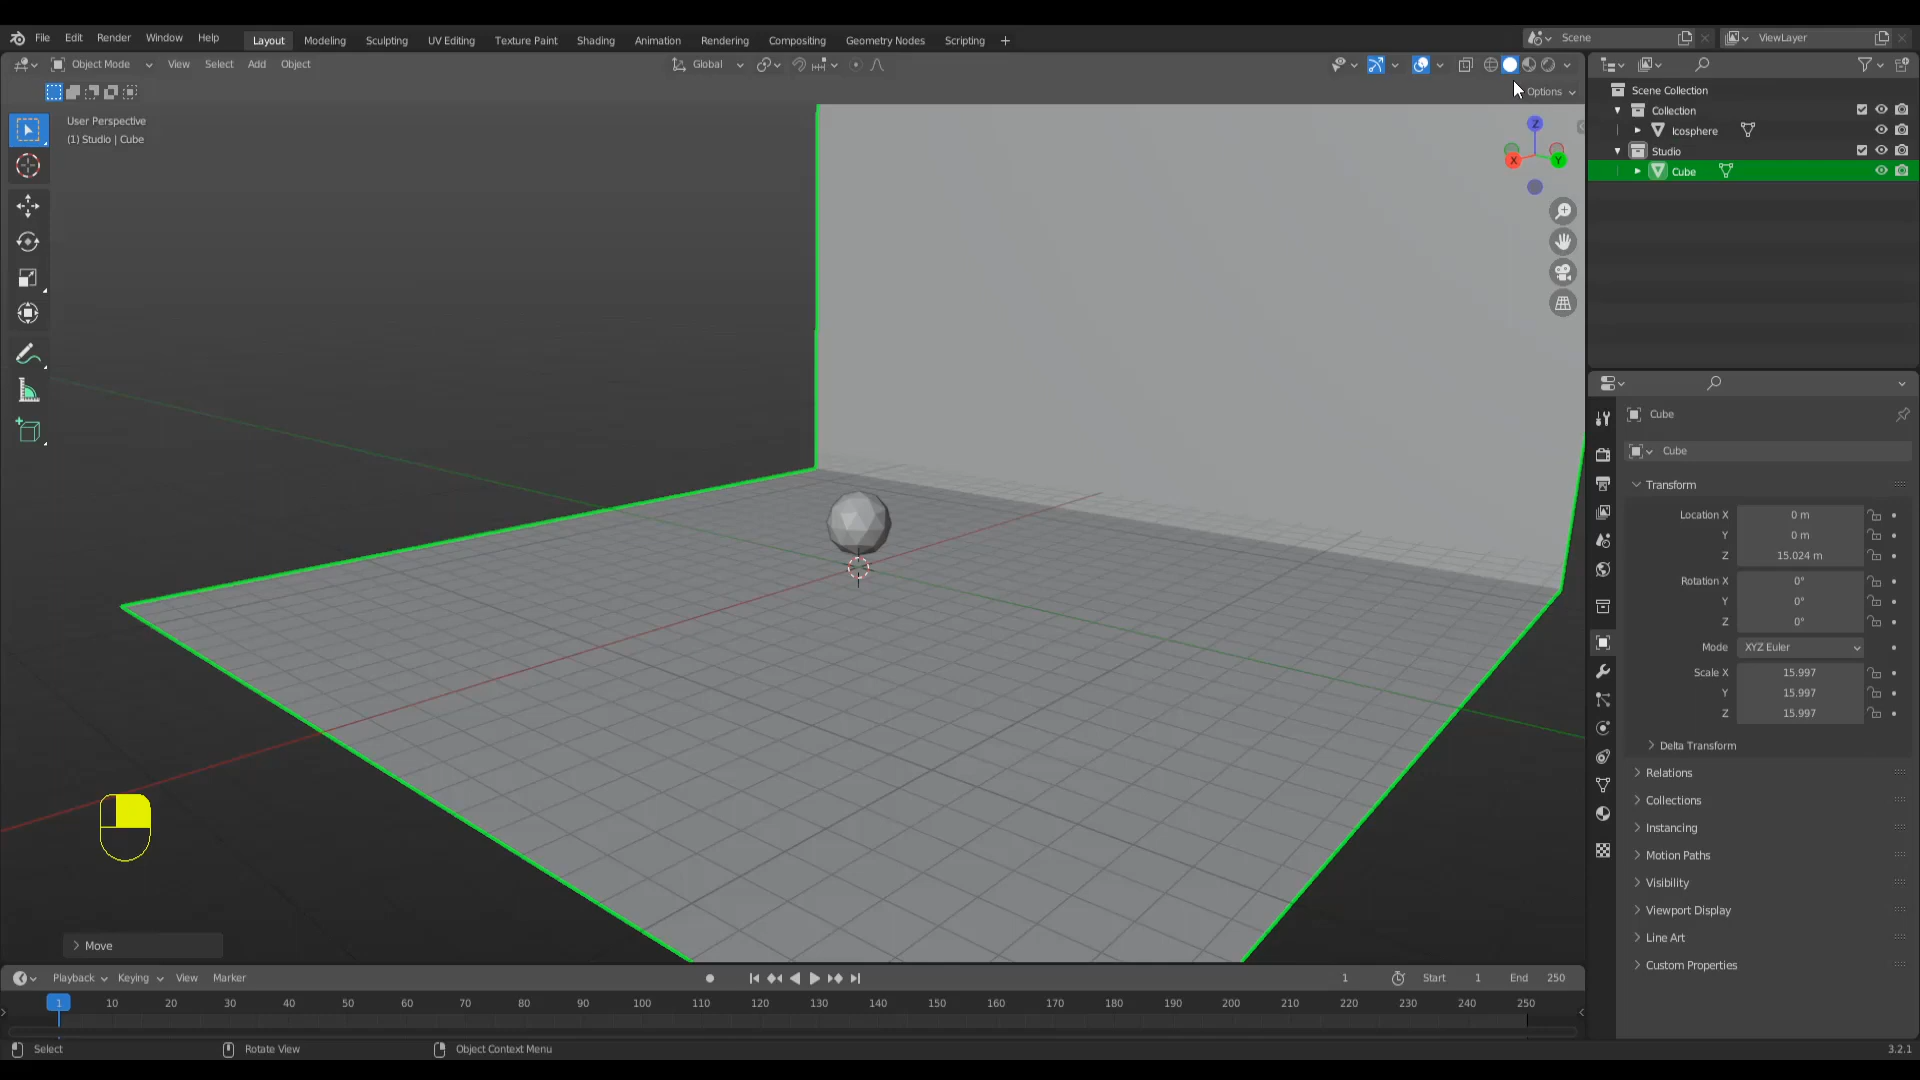 File Edit Render Window Help Layout Modeling Sculpting UV Editing Texture Paint Shading Animation Rendering Compositing Geometry Nodes Scripting + Scene ViewLayer
Object Mode View Select Add Object Global
Options
User Perspective
(1) Studio | Cube
Z
X Y
Scene Collection
Collection
Icosphere
Studio
Cube
Cube
Cube
Transform
Location X 0 m
Y 0 m
Z 15.024 m
Rotation X 0°
Y 0°
Z 0°
Mode XYZ Euler
Scale X 15.997
Y 15.997
Z 15.997
Delta Transform
Relations
Collections
Instancing
Motion Paths
Visibility
Viewport Display
Line Art
Custom Properties
Move
Playback Keying View Marker 1 Start 1 End 250
1 10 20 30 40 50 60 70 80 90 100 110 120 130 140 150 160 170 180 190 200 210 220 230 240 250
Select Rotate View Object Context Menu 3.2.1